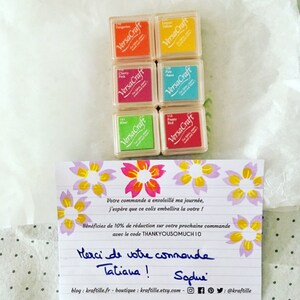 VersaCraft
VersaCraft
VersaCraft
VersaCraft
VersaCraft
VersaCraft
Votre commande a ensoleillé ma journée,
j'espère que ce colis embellira la vôtre !
Bénéficiez de 10% de réduction sur votre prochaine commande
avec le code THANKYOUSOMUCH10
Merci de votre commande
Tatiana !
Sophie
blog : kraftille.fr - boutique : kraftille.etsy.com - @kraftille